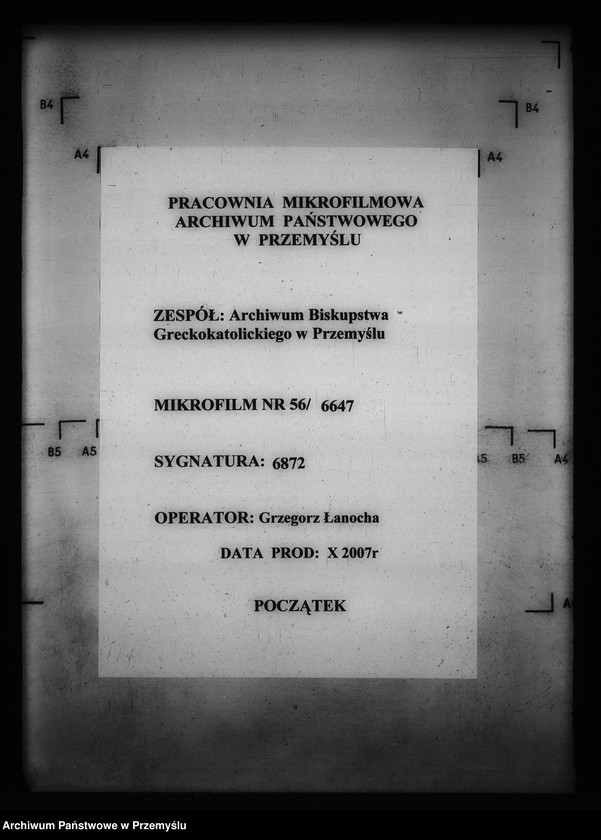 B4
B4
A4
A4
PRACOWNIA MIKROFILMOWA
ARCHIWUM PAŃSTWOWEGO
W PRZEMYŚLU
ZESPÓŁ: Archiwum Biskupstwa
Greckokatolickiego w Przemyślu
MIKROFILM NR 56/ 6647
B5 A5
A5 B5 A4
SYGNATURA: 6872
OPERATOR: Grzegorz Łanocha
DATA PROD: X 2007r
POCZĄTEK
A
Archiwum Państwowe w Przemyślu